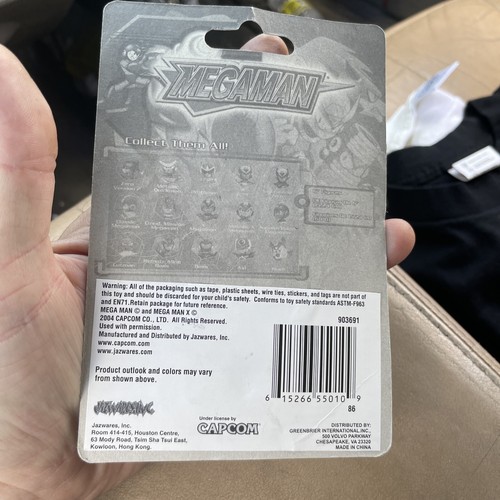 MEGAMAN
Collect Them All!
Warning: All of the packaging such as tape, plastic sheets, wire ties, stickers, and tags are not part of
this toy and should be discarded for your child's safety. Conforms to toy safety standards ASTM-F963
and EN71. Retain package for future reference.
MEGA MAN © and MEGA MAN X ©
2004 CAPCOM CO., LTD. All Rights Reserved.
Used with permission.
Manufactured and Distributed by Jazwares, Inc.
www.capcom.com
www.jazwares.com
903691
Product outlook and colors may vary
from shown above.
6 15266 55010 9
86
Jazwares, Inc.
Room 414-415, Houston Centre,
63 Mody Road, Tsim Sha Tsui East,
Kowloon, Hong Kong.
Under license by
CAPCOM
DISTRIBUTED BY:
GREENBRIER INTERNATIONAL, INC.,
500 VOLVO PARKWAY
CHESAPEAKE, VA 23320
MADE IN CHINA